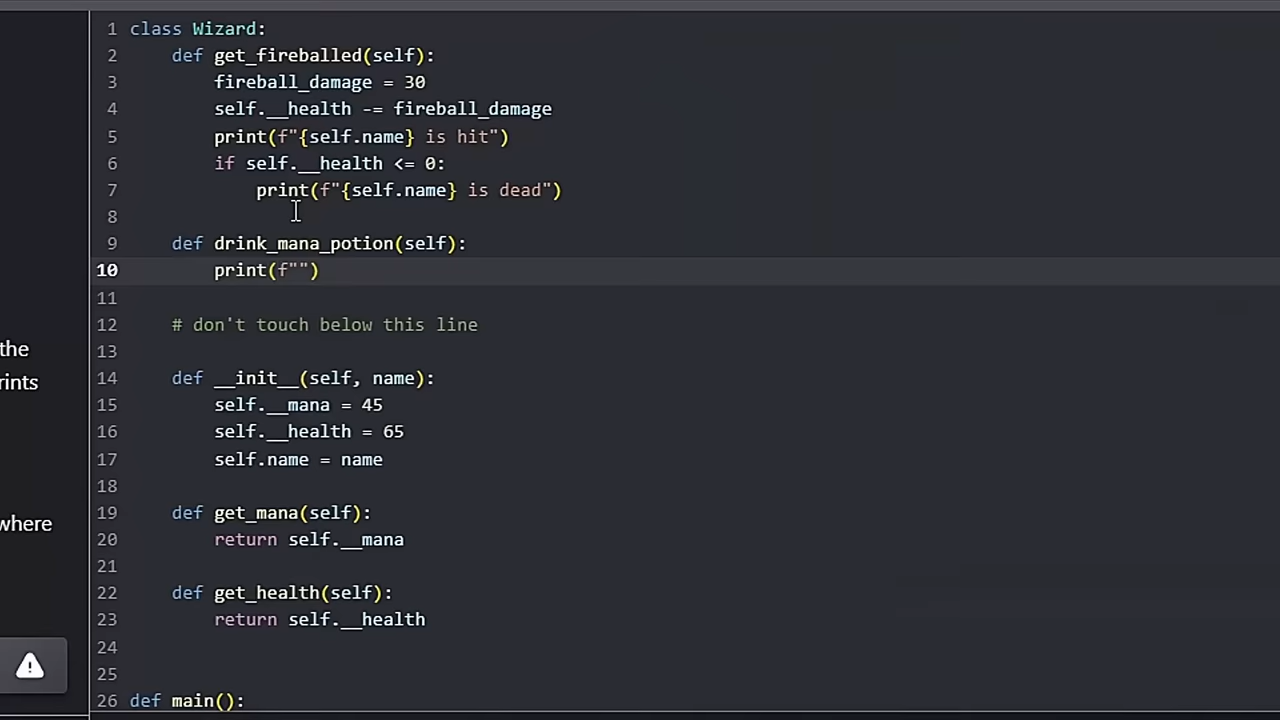 1 class Wizard:
2     def get_fireballed(self):
3         fireball_damage = 30
4         self.__health -= fireball_damage
5         print(f"{self.name} is hit")
6         if self.__health <= 0:
7             print(f"{self.name} is dead")
8
9     def drink_mana_potion(self):
10         print(f"")
11
12     # don't touch below this line
the
13
rints
14     def __init__(self, name):
15         self.__mana = 45
16         self.__health = 65
17         self.name = name
18
19     def get_mana(self):
where
20         return self.__mana
21
22     def get_health(self):
23         return self.__health
24
25
26 def main():